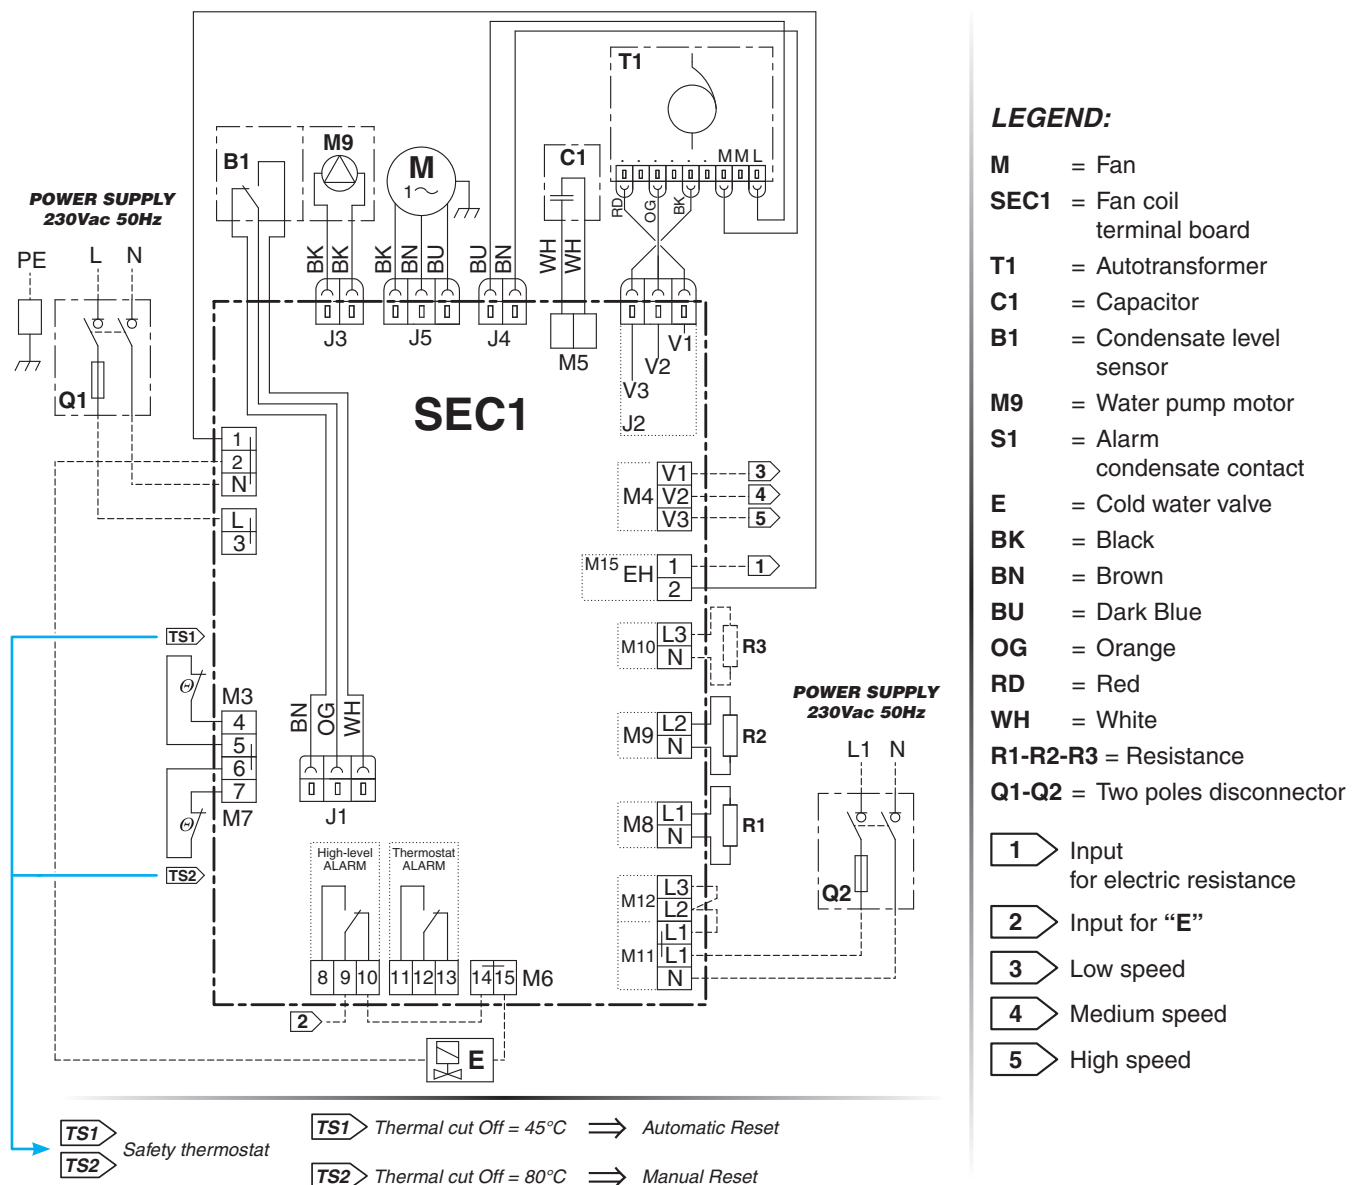 T1
M M L
RD
OG
BK
B1
M9
M
1~
C1
POWER SUPPLY
230Vac 50Hz
PE
L
N
Q1
BK
BK
BK
BN
BU
BU
BN
WH
WH
J3
J5
J4
M5
V1
V2
V3
J2
SEC1
1
2
N
L
3
M4
V1
V2
V3
3
4
5
M15
EH
1
2
1
TS1
M3
4
5
6
7
M7
TS2
BN
OG
WH
J1
M10
L3
N
R3
M9
L2
N
R2
M8
L1
N
R1
M12
L3
L2
M11
L1
L1
N
POWER SUPPLY
230Vac 50Hz
L1
N
Q2
High-level
ALARM
Thermostat
ALARM
8 9 10
11 12 13
14 15
M6
2
E
TS1
TS2
Safety thermostat
TS1 Thermal cut Off = 45°C ⇒ Automatic Reset
TS2 Thermal cut Off = 80°C ⇒ Manual Reset
LEGEND:
M = Fan
SEC1 = Fan coil
terminal board
T1 = Autotransformer
C1 = Capacitor
B1 = Condensate level
sensor
M9 = Water pump motor
S1 = Alarm
condensate contact
E = Cold water valve
BK = Black
BN = Brown
BU = Dark Blue
OG = Orange
RD = Red
WH = White
R1-R2-R3 = Resistance
Q1-Q2 = Two poles disconnector
1 Input
for electric resistance
2 Input for “E”
3 Low speed
4 Medium speed
5 High speed